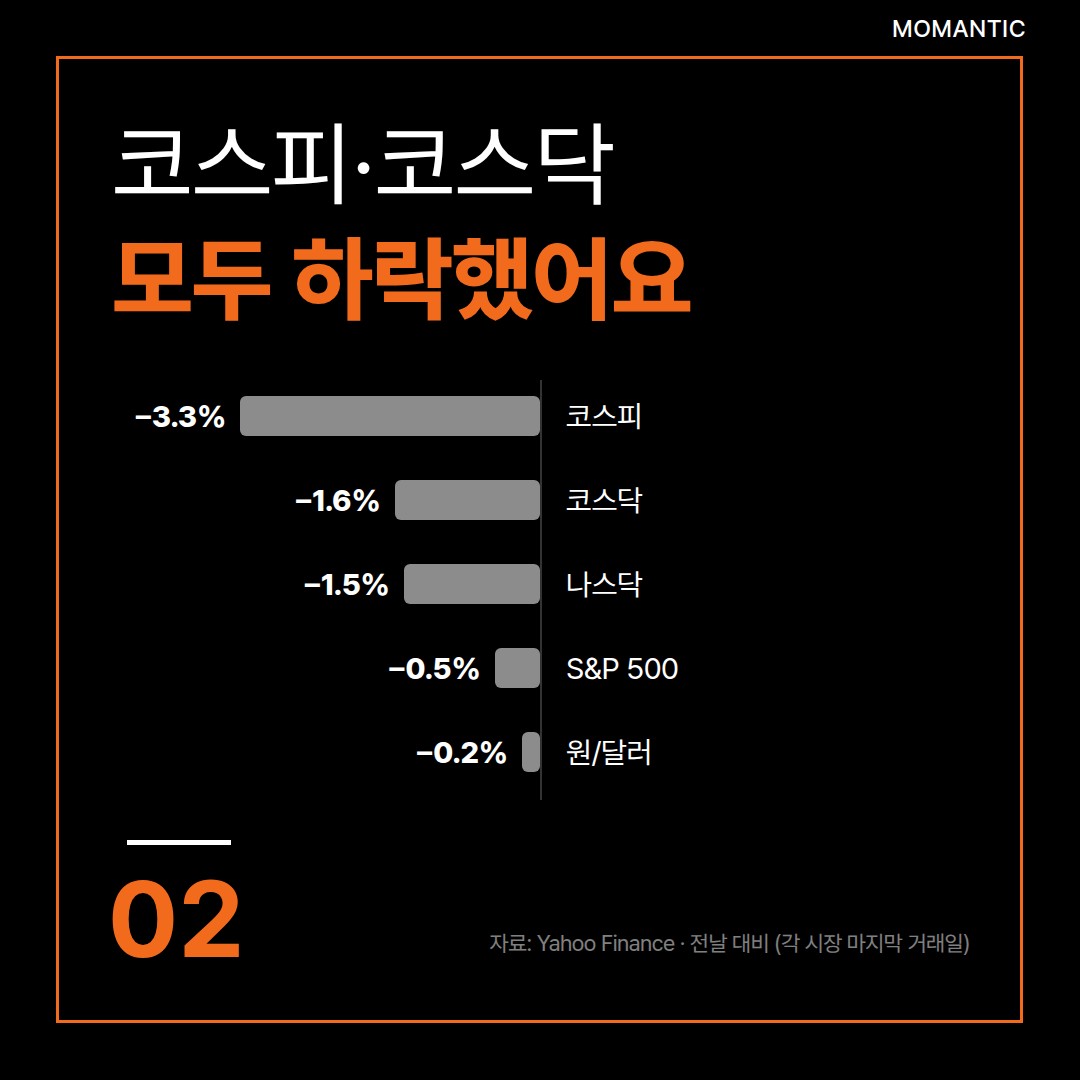 MOMANTIC
코스피·코스닥
모두 하락했어요
−3.3% 코스피
−1.6% 코스닥
−1.5% 나스닥
−0.5% S&P 500
−0.2% 원/달러
02
자료: Yahoo Finance · 전날 대비 (각 시장 마지막 거래일)